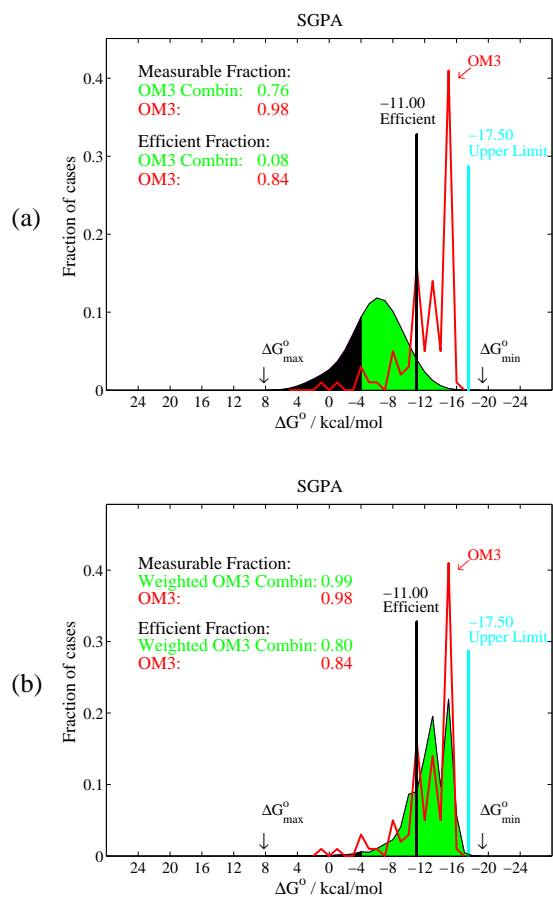 SGPA
OM3
0.4
Measurable Fraction:
OM3 Combin: 0.76
OM3: 0.98
−11.00
Efficient
−17.50
Upper Limit
Efficient Fraction:
OM3 Combin: 0.08
OM3: 0.84
0.3
(a)
Fraction of cases
0.2
0.1
ΔG°max
ΔG°min
0
24 20 16 12 8 4 0 −4 −8 −12 −16 −20 −24
ΔG° / kcal/mol
SGPA
OM3
0.4
Measurable Fraction:
Weighted OM3 Combin: 0.99
OM3: 0.98
−11.00
Efficient
−17.50
Upper Limit
Efficient Fraction:
Weighted OM3 Combin: 0.80
OM3: 0.84
0.3
(b)
Fraction of cases
0.2
0.1
ΔG°max
ΔG°min
0
24 20 16 12 8 4 0 −4 −8 −12 −16 −20 −24
ΔG° / kcal/mol